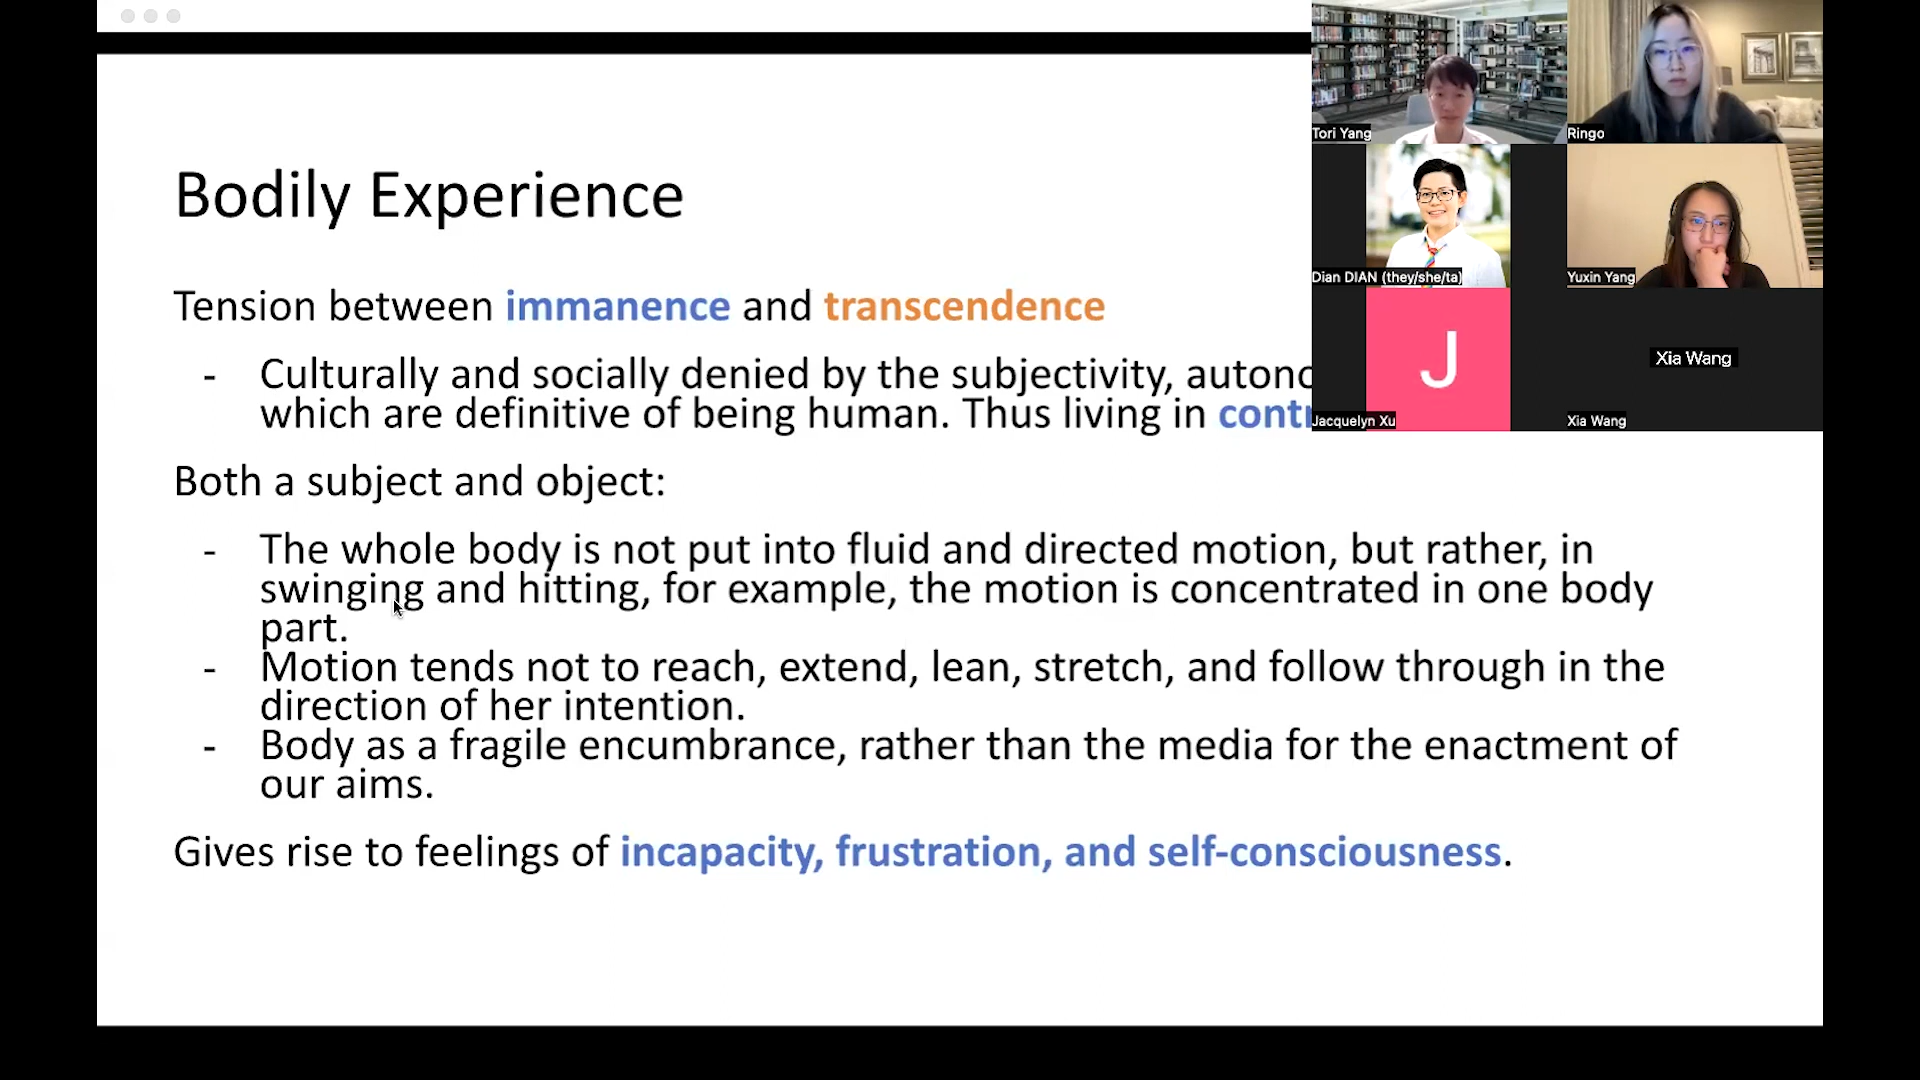 Bodily Experience
Tension between immanence and transcendence
- Culturally and socially denied by the subjectivity,
which are definitive of being human. Thus living in
Both a subject and object:
- The whole body is not put into fluid and directed motion, but rather, in
swinging and hitting, for example, the motion is concentrated in one body
part.
- Motion tends not to reach, extend, lean, stretch, and follow through in the
direction of her intention.
- Body as a fragile encumbrance, rather than the media for the enactment of
our aims.
Gives rise to feelings of incapacity, frustration, and self-consciousness.
Tori Yang
Ringo
Dian DIAN (they/she/ta)
Yuxin Yang
J
Jacquelyn Xu
Xia Wang
Xia Wang